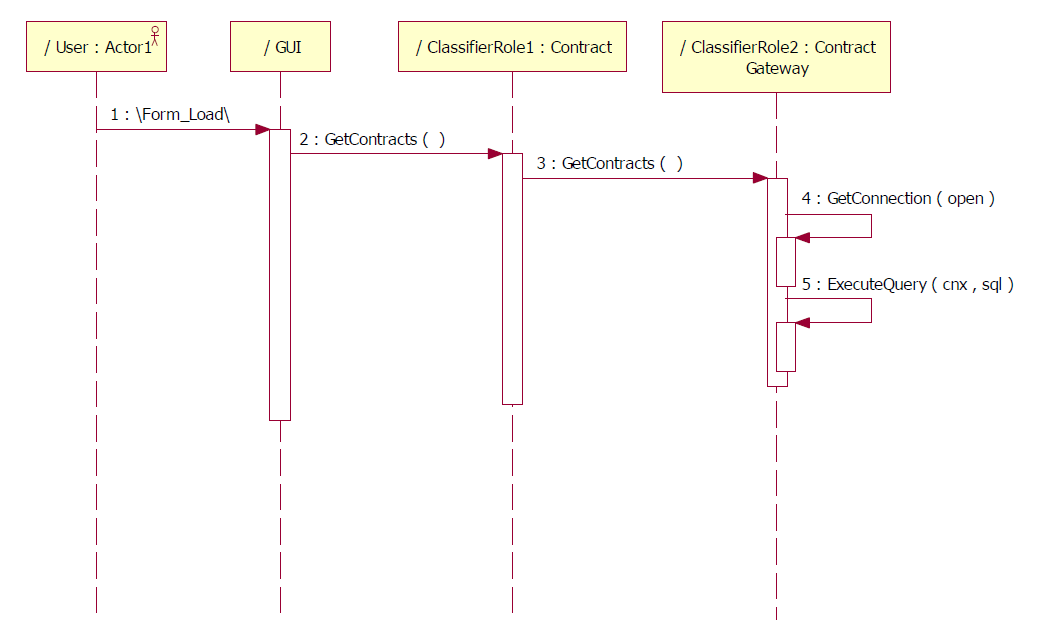 / User : Actor1
/ GUI
/ ClassifierRole1 : Contract
/ ClassifierRole2 : Contract
Gateway
1 : \Form_Load\
2 : GetContracts (  )
3 : GetContracts (  )
4 : GetConnection ( open )
5 : ExecuteQuery ( cnx , sql )